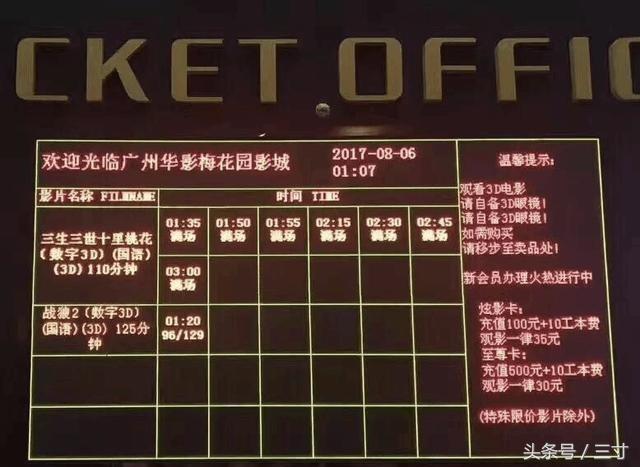 CKET OFFIC
欢迎光临广州华影梅花园影城
2017-08-06
01:07
影片名称 FILMNAME
时间 TIME
三生三世十里桃花
(数字3D)(国语)
(3D)110分钟
01:35 01:50 01:55 02:15 02:30 02:45
满场 满场 满场 满场 满场 满场
03:00
满场
战狼2(数字3D)
(国语)(3D)125分
钟
01:20
96/129
温馨提示:
观看3D电影
请自备3D眼镜!
请自备3D眼镜!
如需购买
请移步至卖品处!
新会员办理火热进行中
炫影卡:
充值100元+10工本费
观影一律35元
至尊卡:
充值500元+10工本费
观影一律30元
(特殊限价影片除外)
头条号/三寸